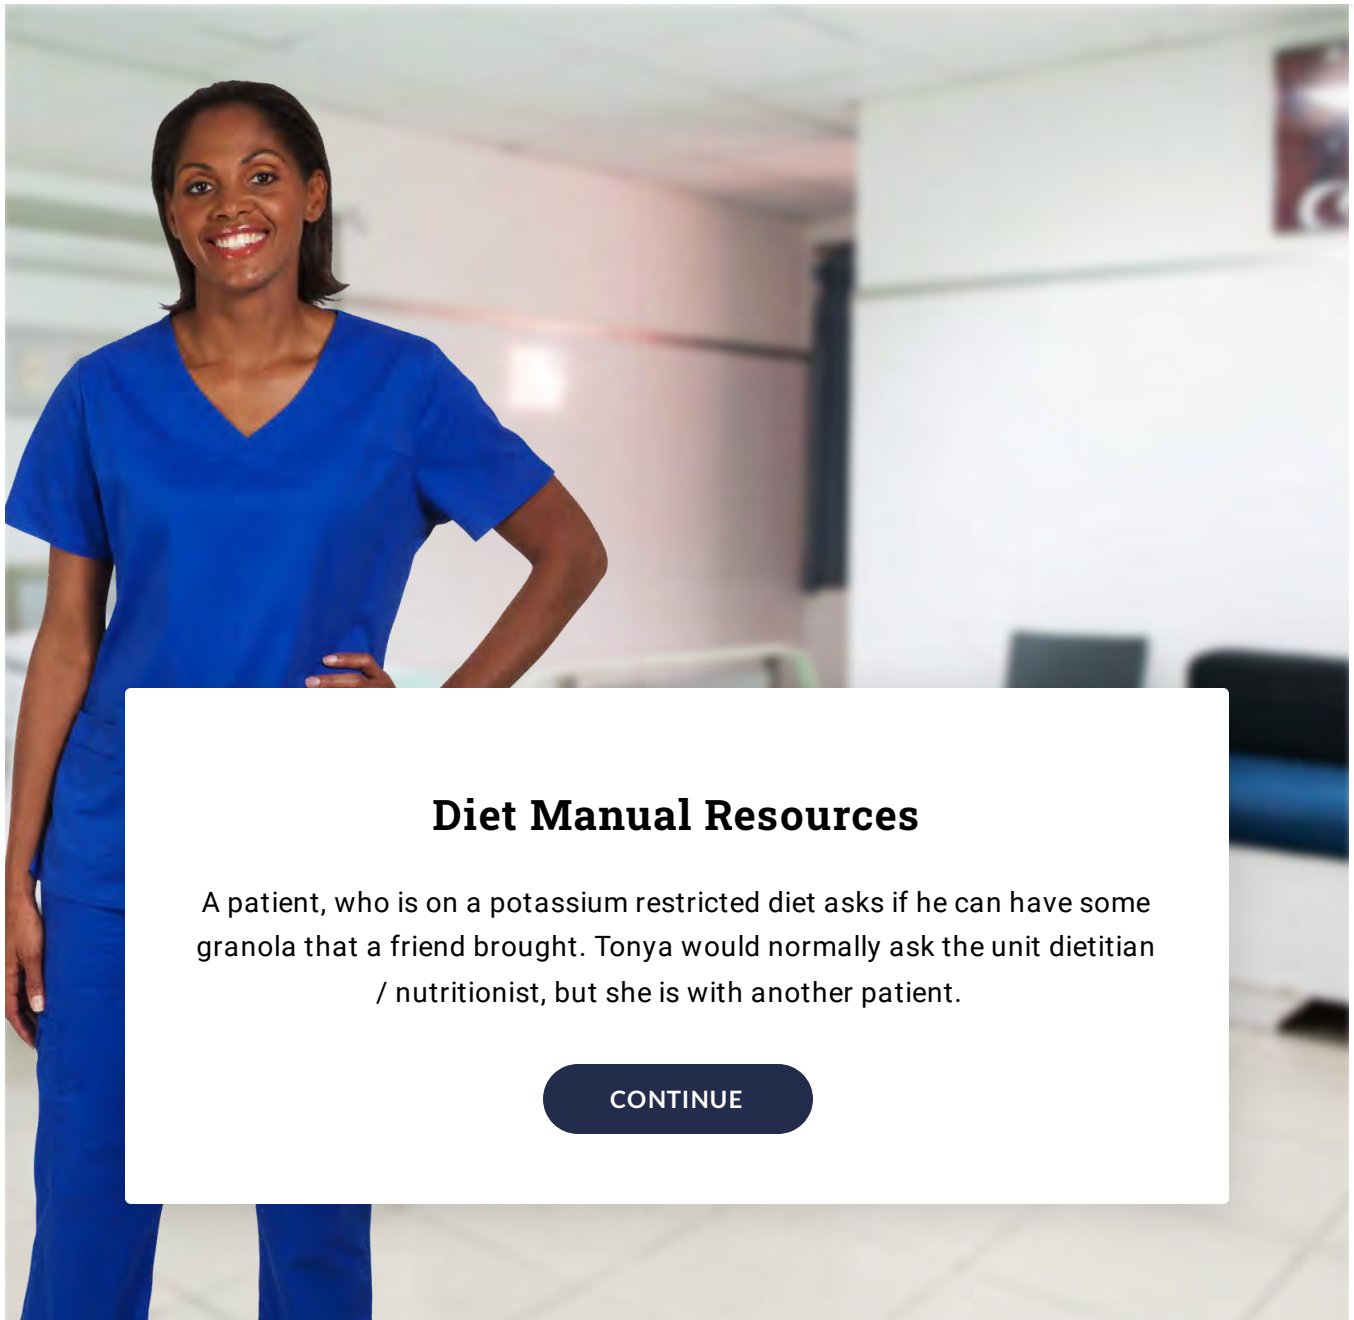 Diet Manual Resources
A patient, who is on a potassium restricted diet asks if he can have some
granola that a friend brought. Tonya would normally ask the unit dietitian
/ nutritionist, but she is with another patient.
CONTINUE